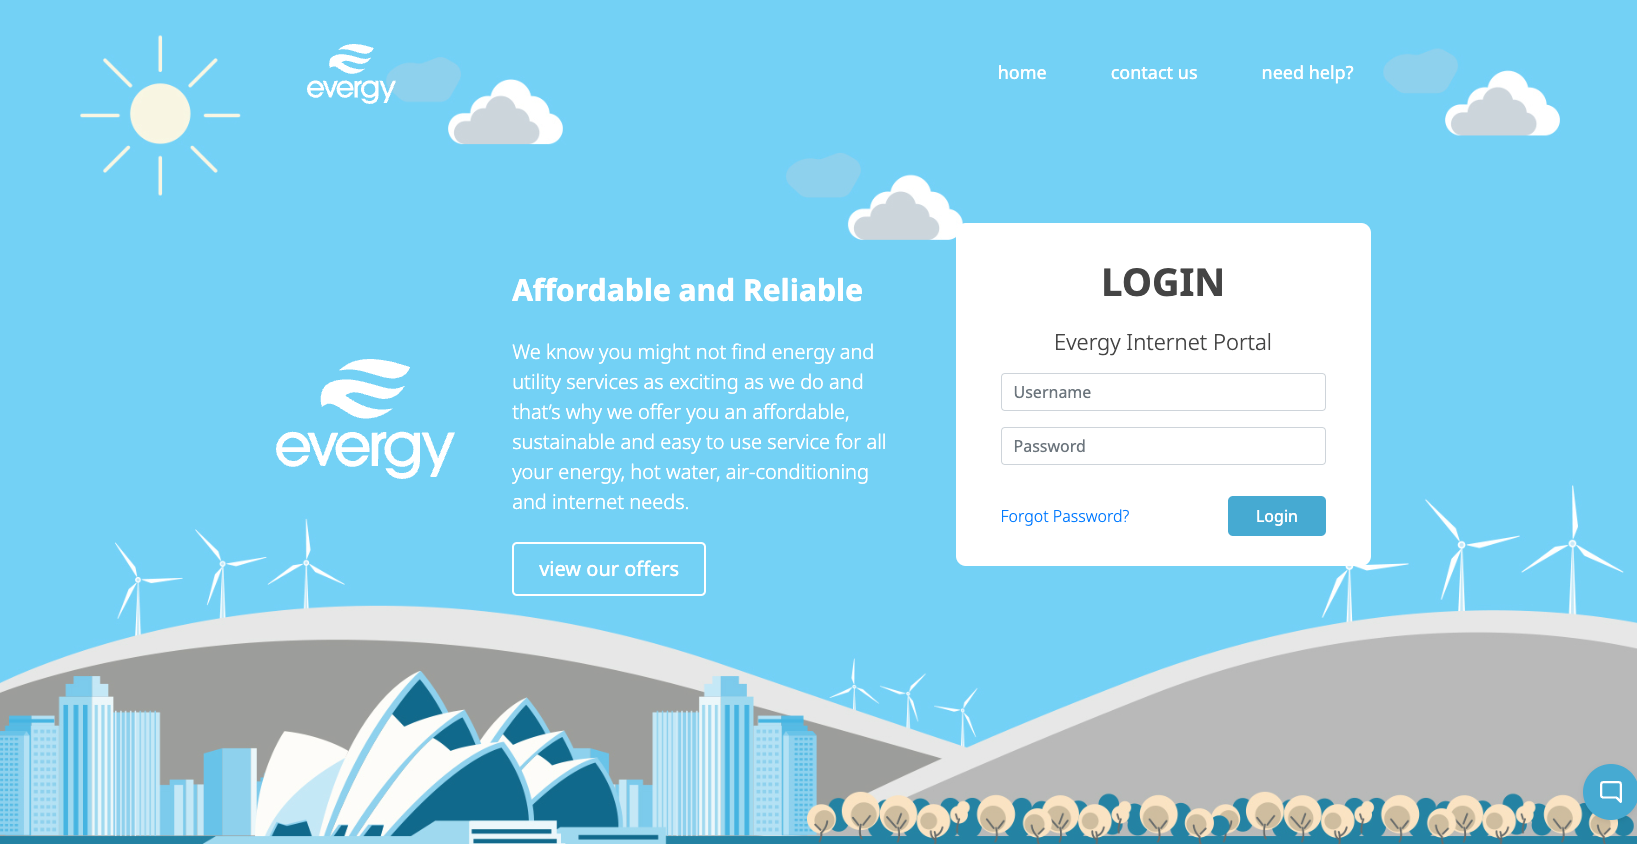 evergy
home
contact us
need help?
Affordable and Reliable
We know you might not find energy and
utility services as exciting as we do and
that’s why we offer you an affordable,
sustainable and easy to use service for all
your energy, hot water, air-conditioning
and internet needs.
view our offers
evergy
LOGIN
Evergy Internet Portal
Username
Password
Forgot Password?
Login